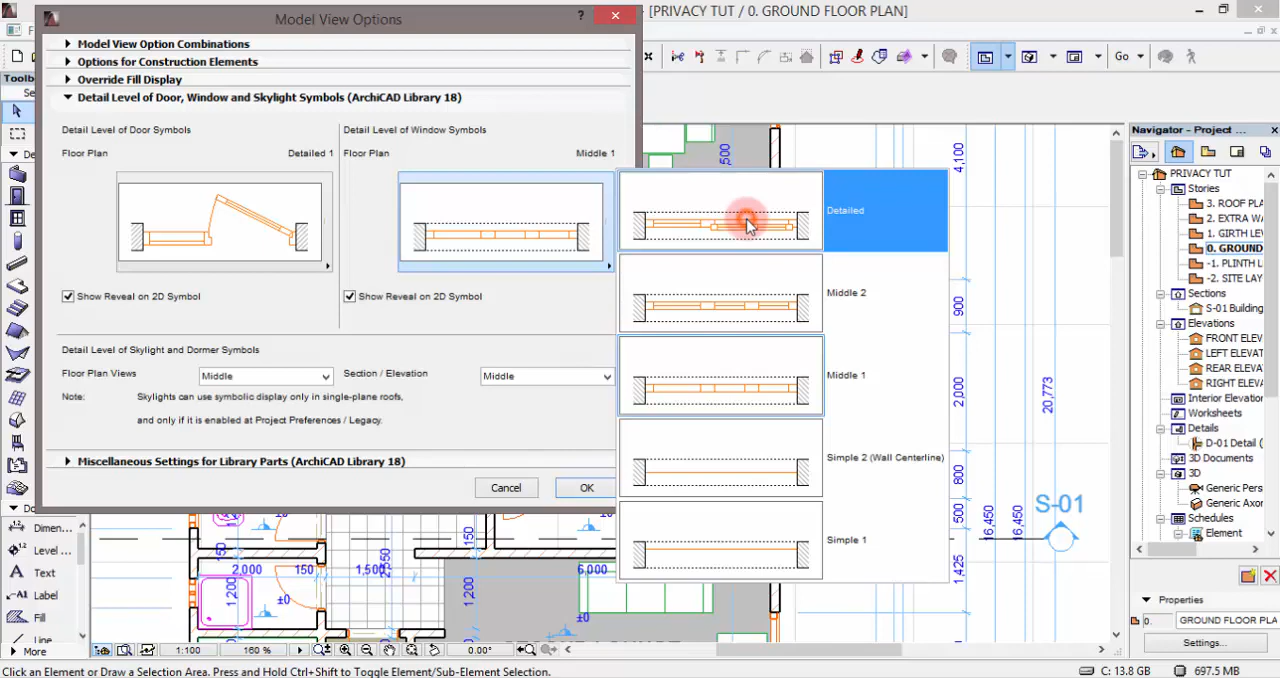 Model View Options
?
[PRIVACY TUT / 0. GROUND FLOOR PLAN]
Model View Option Combinations
Options for Construction Elements
Override Fill Display
Detail Level of Door, Window and Skylight Symbols (ArchiCAD Library 18)
Detail Level of Door Symbols
Detail Level of Window Symbols
Floor Plan
Detailed 1
Floor Plan
Middle 1
Show Reveal on 2D Symbol
Show Reveal on 2D Symbol
Detail Level of Skylight and Dormer Symbols
Floor Plan Views
Middle
Section / Elevation
Middle
Note:
Skylights can use symbolic display only in single-plane roofs,
and only if it is enabled at Project Preferences / Legacy.
Miscellaneous Settings for Library Parts (ArchiCAD Library 18)
Cancel
OK
Detailed
Middle 2
Middle 1
Simple 2 (Wall Centerline)
Simple 1
Go
Toolb
Se
De
Do
Dimen...
Level ...
Text
Label
Fill
Line
More
Navigator - Project ...
PRIVACY TUT
Stories
3. ROOF PLA
2. EXTRA WA
1. GIRTH LEV
0. GROUND
-1. PLINTH L
-2. SITE LAY
Sections
S-01 Building
Elevations
FRONT ELEV
LEFT ELEVAT
REAR ELEVA
RIGHT ELEV
Interior Elevation
Worksheets
Details
D-01 Detail (
3D Documents
3D
Generic Pers
Generic Axor
Schedules
Element
Properties
0.
GROUND FLOOR PLA
Settings...
,500
4,100
900
2,000
20,773
800
500
1,425
16,450
16,450
S-01
150
2,550
2,000
150
1,500
6,000
1,200
1,200
150
±0
±0
160 %
1:100
0.00°
Click an Element or Draw a Selection Area. Press and Hold Ctrl+Shift to Toggle Element/Sub-Element Selection.
C: 13.8 GB
697.5 MB